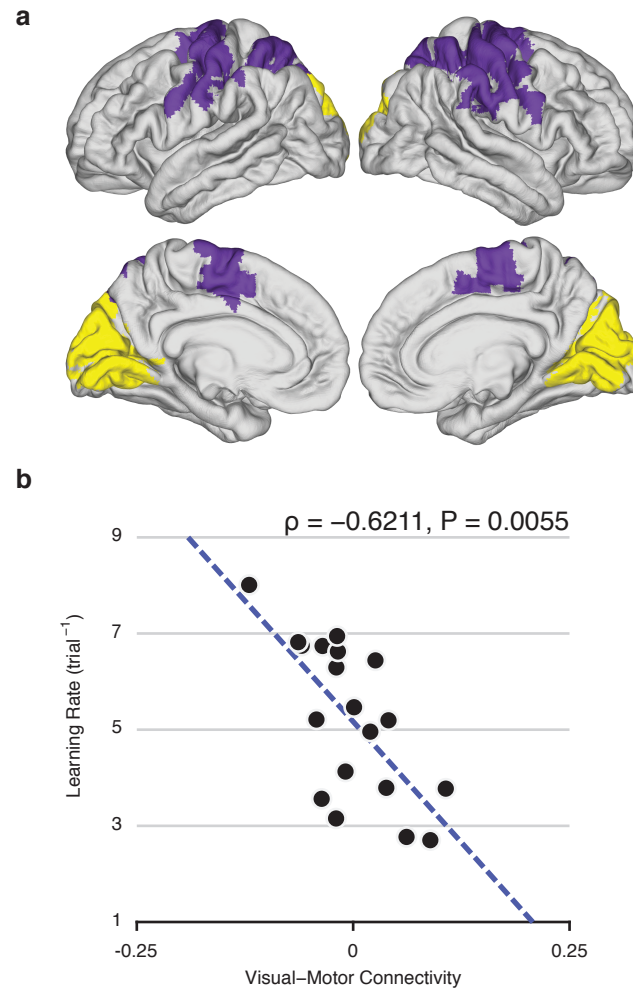 a
b
ρ = −0.6211, P = 0.0055
9
7
5
3
1
Learning Rate (trial⁻¹)
-0.25
0
0.25
Visual−Motor Connectivity